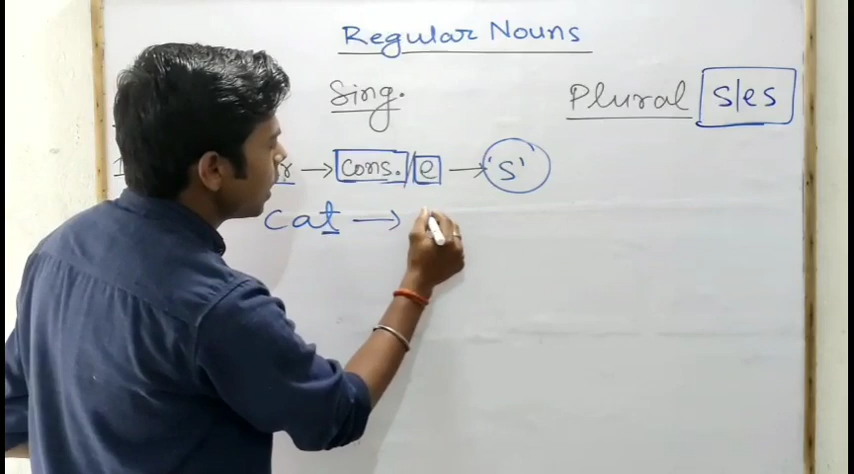 Regular Nouns
Sing. Plural s/es
→ cons./e → 's'
cat →